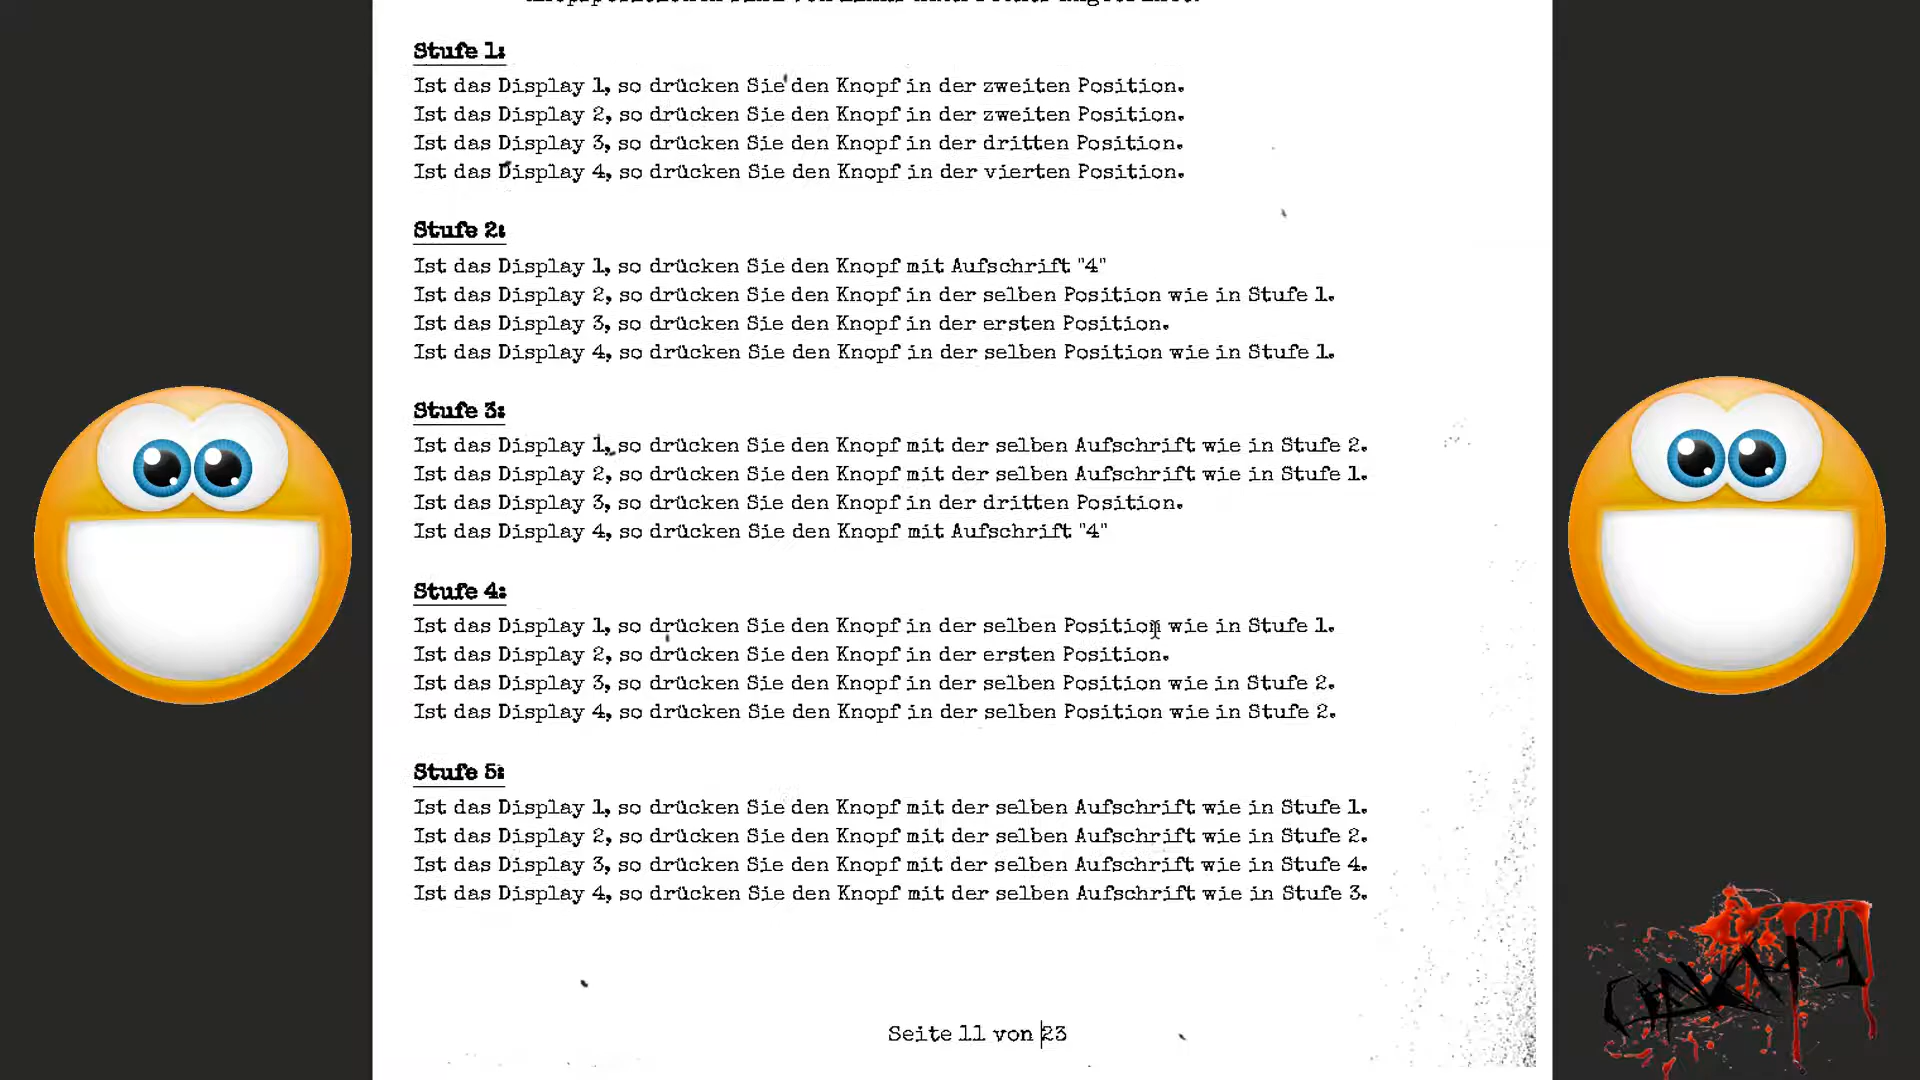 Stufe 1:
Ist das Display 1, so drücken Sie den Knopf in der zweiten Position.
Ist das Display 2, so drücken Sie den Knopf in der zweiten Position.
Ist das Display 3, so drücken Sie den Knopf in der dritten Position.
Ist das Display 4, so drücken Sie den Knopf in der vierten Position.
Stufe 2:
Ist das Display 1, so drücken Sie den Knopf mit Aufschrift "4"
Ist das Display 2, so drücken Sie den Knopf in der selben Position wie in Stufe 1.
Ist das Display 3, so drücken Sie den Knopf in der ersten Position.
Ist das Display 4, so drücken Sie den Knopf in der selben Position wie in Stufe 1.
Stufe 3:
Ist das Display 1, so drücken Sie den Knopf mit der selben Aufschrift wie in Stufe 2.
Ist das Display 2, so drücken Sie den Knopf mit der selben Aufschrift wie in Stufe 1.
Ist das Display 3, so drücken Sie den Knopf in der dritten Position.
Ist das Display 4, so drücken Sie den Knopf mit Aufschrift "4"
Stufe 4:
Ist das Display 1, so drücken Sie den Knopf in der selben Position wie in Stufe 1.
Ist das Display 2, so drücken Sie den Knopf in der ersten Position.
Ist das Display 3, so drücken Sie den Knopf in der selben Position wie in Stufe 2.
Ist das Display 4, so drücken Sie den Knopf in der selben Position wie in Stufe 2.
Stufe 5:
Ist das Display 1, so drücken Sie den Knopf mit der selben Aufschrift wie in Stufe 1.
Ist das Display 2, so drücken Sie den Knopf mit der selben Aufschrift wie in Stufe 2.
Ist das Display 3, so drücken Sie den Knopf mit der selben Aufschrift wie in Stufe 4.
Ist das Display 4, so drücken Sie den Knopf mit der selben Aufschrift wie in Stufe 3.
Seite 11 von 23